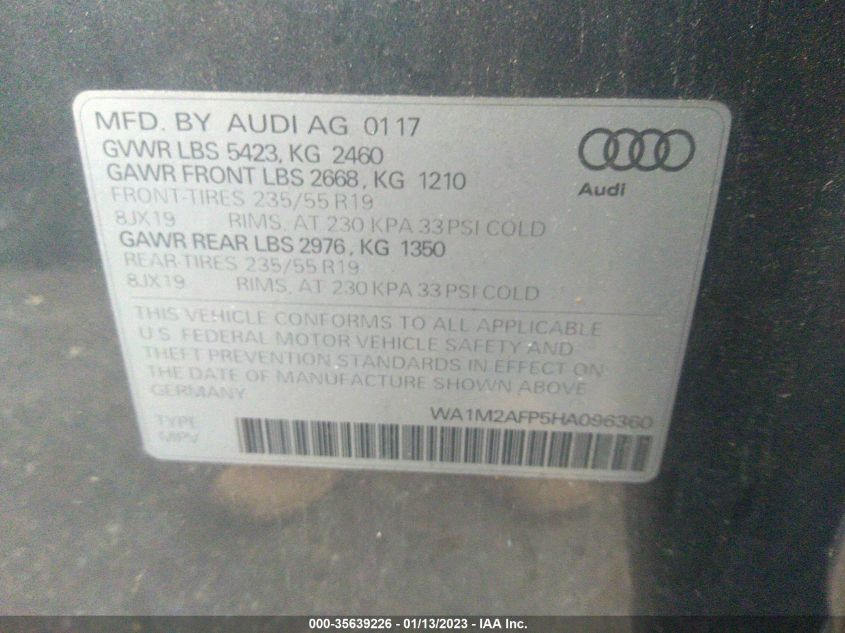 MFD. BY AUDI AG 01 17
GVWR LBS 5423, KG 2460
GAWR FRONT LBS 2668, KG 1210
FRONT-TIRES 235/55 R19
8JX19 RIMS, AT 230 KPA 33 PSI COLD
GAWR REAR LBS 2976, KG 1350
REAR-TIRES 235/55 R19
8JX19 RIMS, AT 230 KPA 33 PSI COLD
Audi
THIS VEHICLE CONFORMS TO ALL APPLICABLE
U.S. FEDERAL MOTOR VEHICLE SAFETY AND
THEFT PREVENTION STANDARDS IN EFFECT ON
THE DATE OF MANUFACTURE SHOWN ABOVE
GERMANY
WA1M2AFP5HA096360
TYPE
MPV
000-35639226 - 01/13/2023 - IAA Inc.